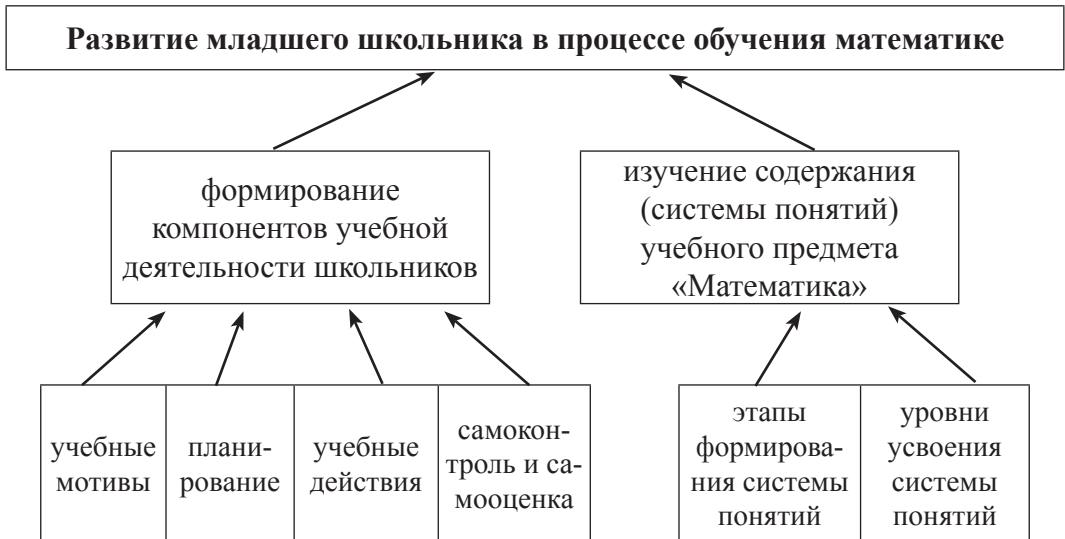 Развитие младшего школьника в процессе обучения математике
формирование
компонентов учебной
деятельности школьников
изучение содержания
(системы понятий)
учебного предмета
«Математика»
учебные
мотивы
плани-
рование
учебные
действия
самокон-
троль и са-
мооценка
этапы
формирова-
ния системы
понятий
уровни
усвоения
системы
понятий